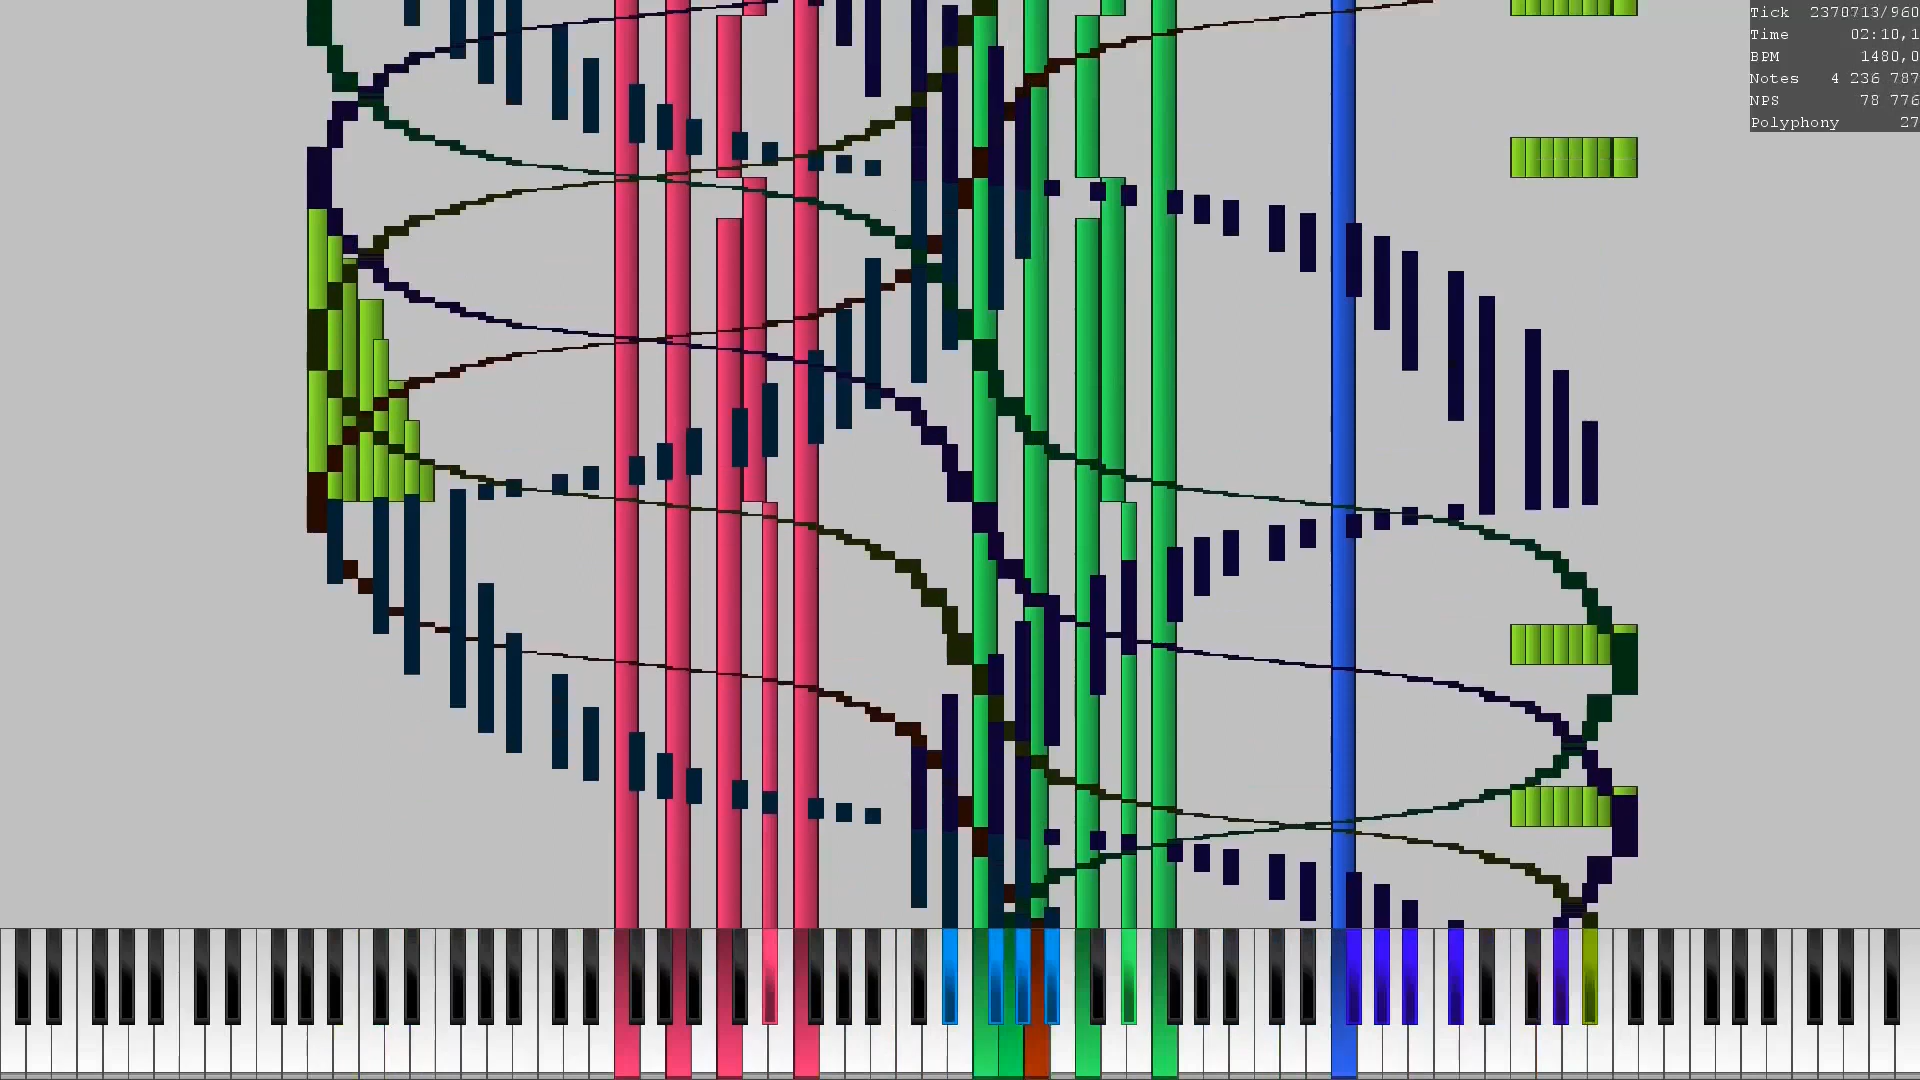 Tick 2370713/960
Time 02:10,1
BPM 1480,0
Notes 4 236 787
NPS 78 776
Polyphony 27